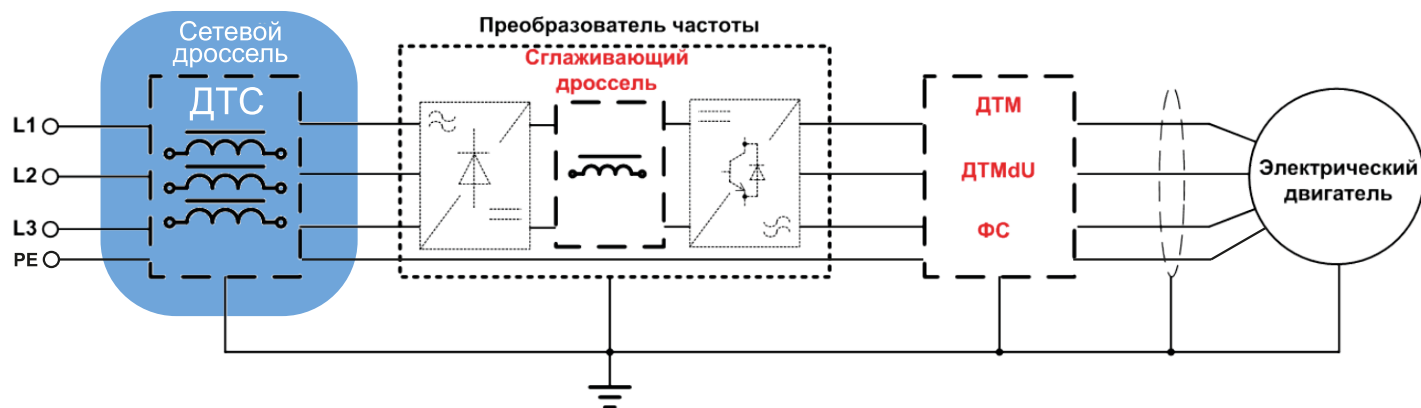 Сетевой
дроссель
ДТС
L1
L2
L3
PE
Преобразователь частоты
Сглаживающий
дроссель
ДТМ
ДТМdU
ФС
Электрический
двигатель